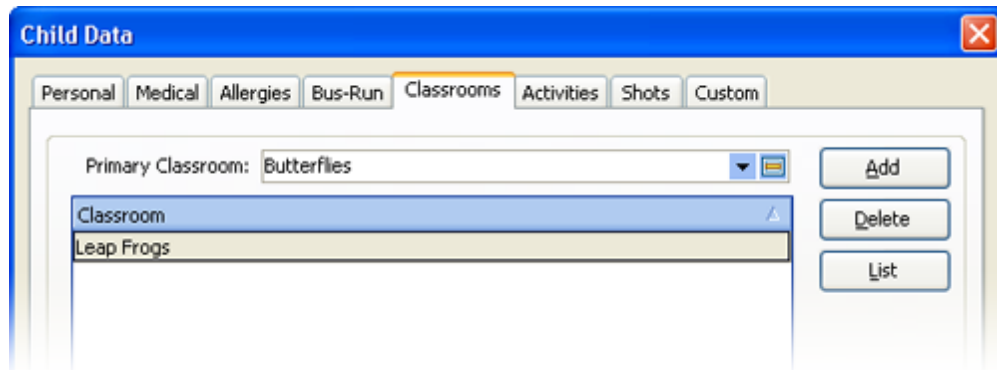 Child Data
Personal Medical Allergies Bus-Run Classrooms Activities Shots Custom
Primary Classroom: Butterflies
Add
Classroom
Delete
Leap Frogs
List